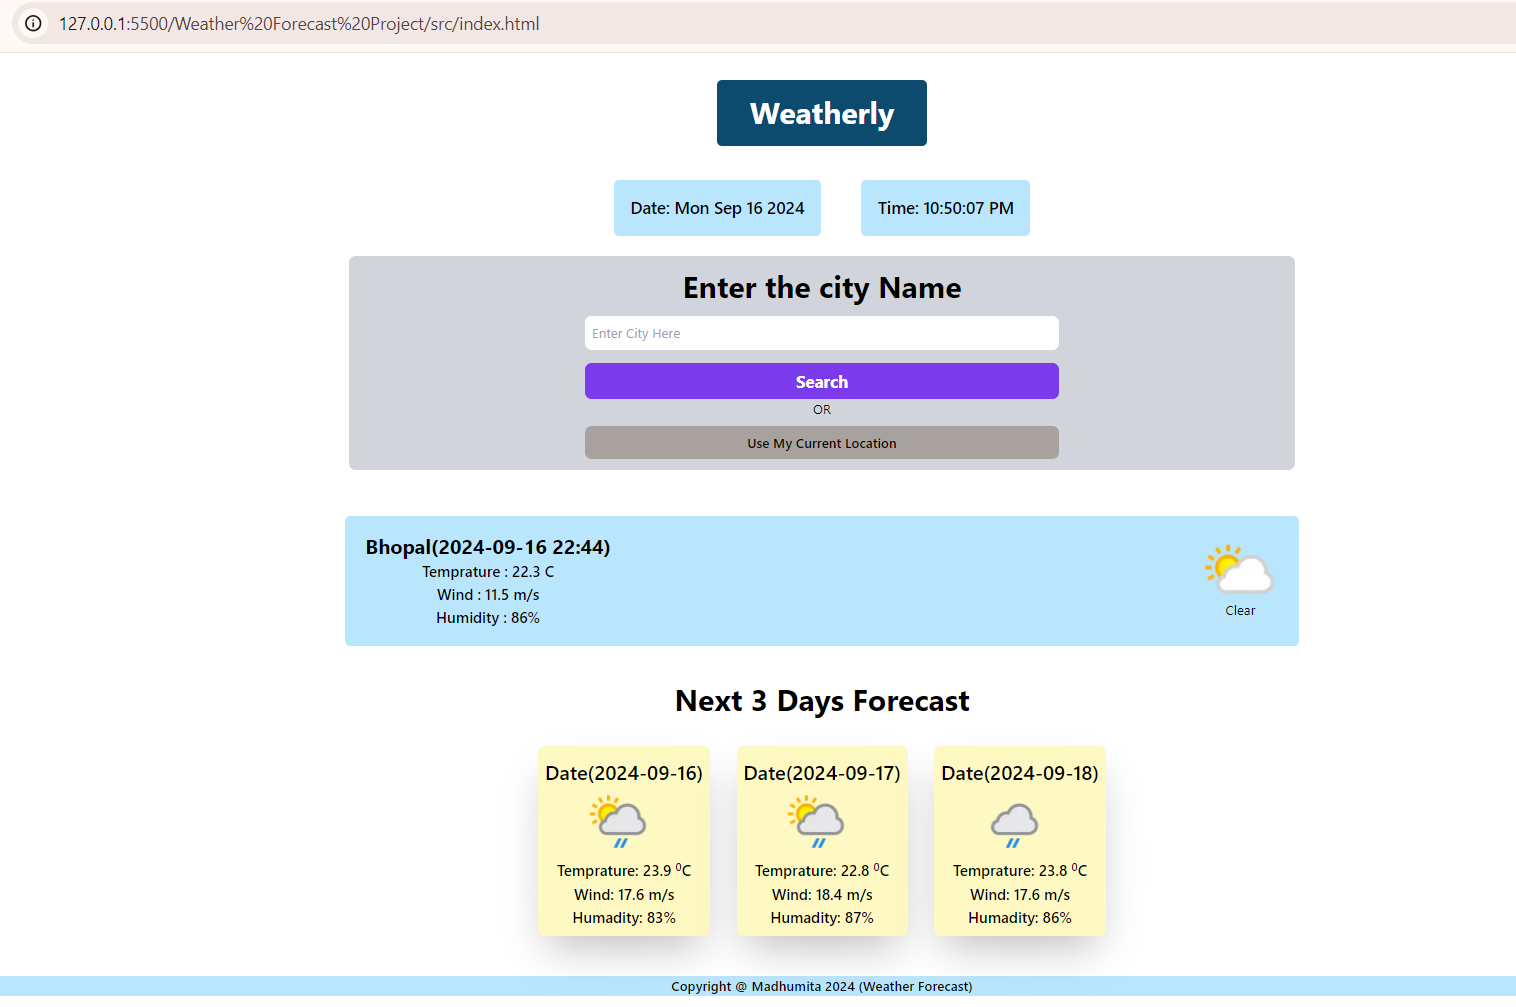 127.0.0.1:5500/Weather%20Forecast%20Project/src/index.html
Weatherly
Date: Mon Sep 16 2024
Time: 10:50:07 PM
Enter the city Name
Enter City Here
Search
OR
Use My Current Location
Bhopal(2024-09-16 22:44)
Temprature : 22.3 C
Wind : 11.5 m/s
Humidity : 86%
Clear
Next 3 Days Forecast
Date(2024-09-16)
Temprature: 23.9 ⁰C
Wind: 17.6 m/s
Humadity: 83%
Date(2024-09-17)
Temprature: 22.8 ⁰C
Wind: 18.4 m/s
Humadity: 87%
Date(2024-09-18)
Temprature: 23.8 ⁰C
Wind: 17.6 m/s
Humadity: 86%
Copyright @ Madhumita 2024 (Weather Forecast)